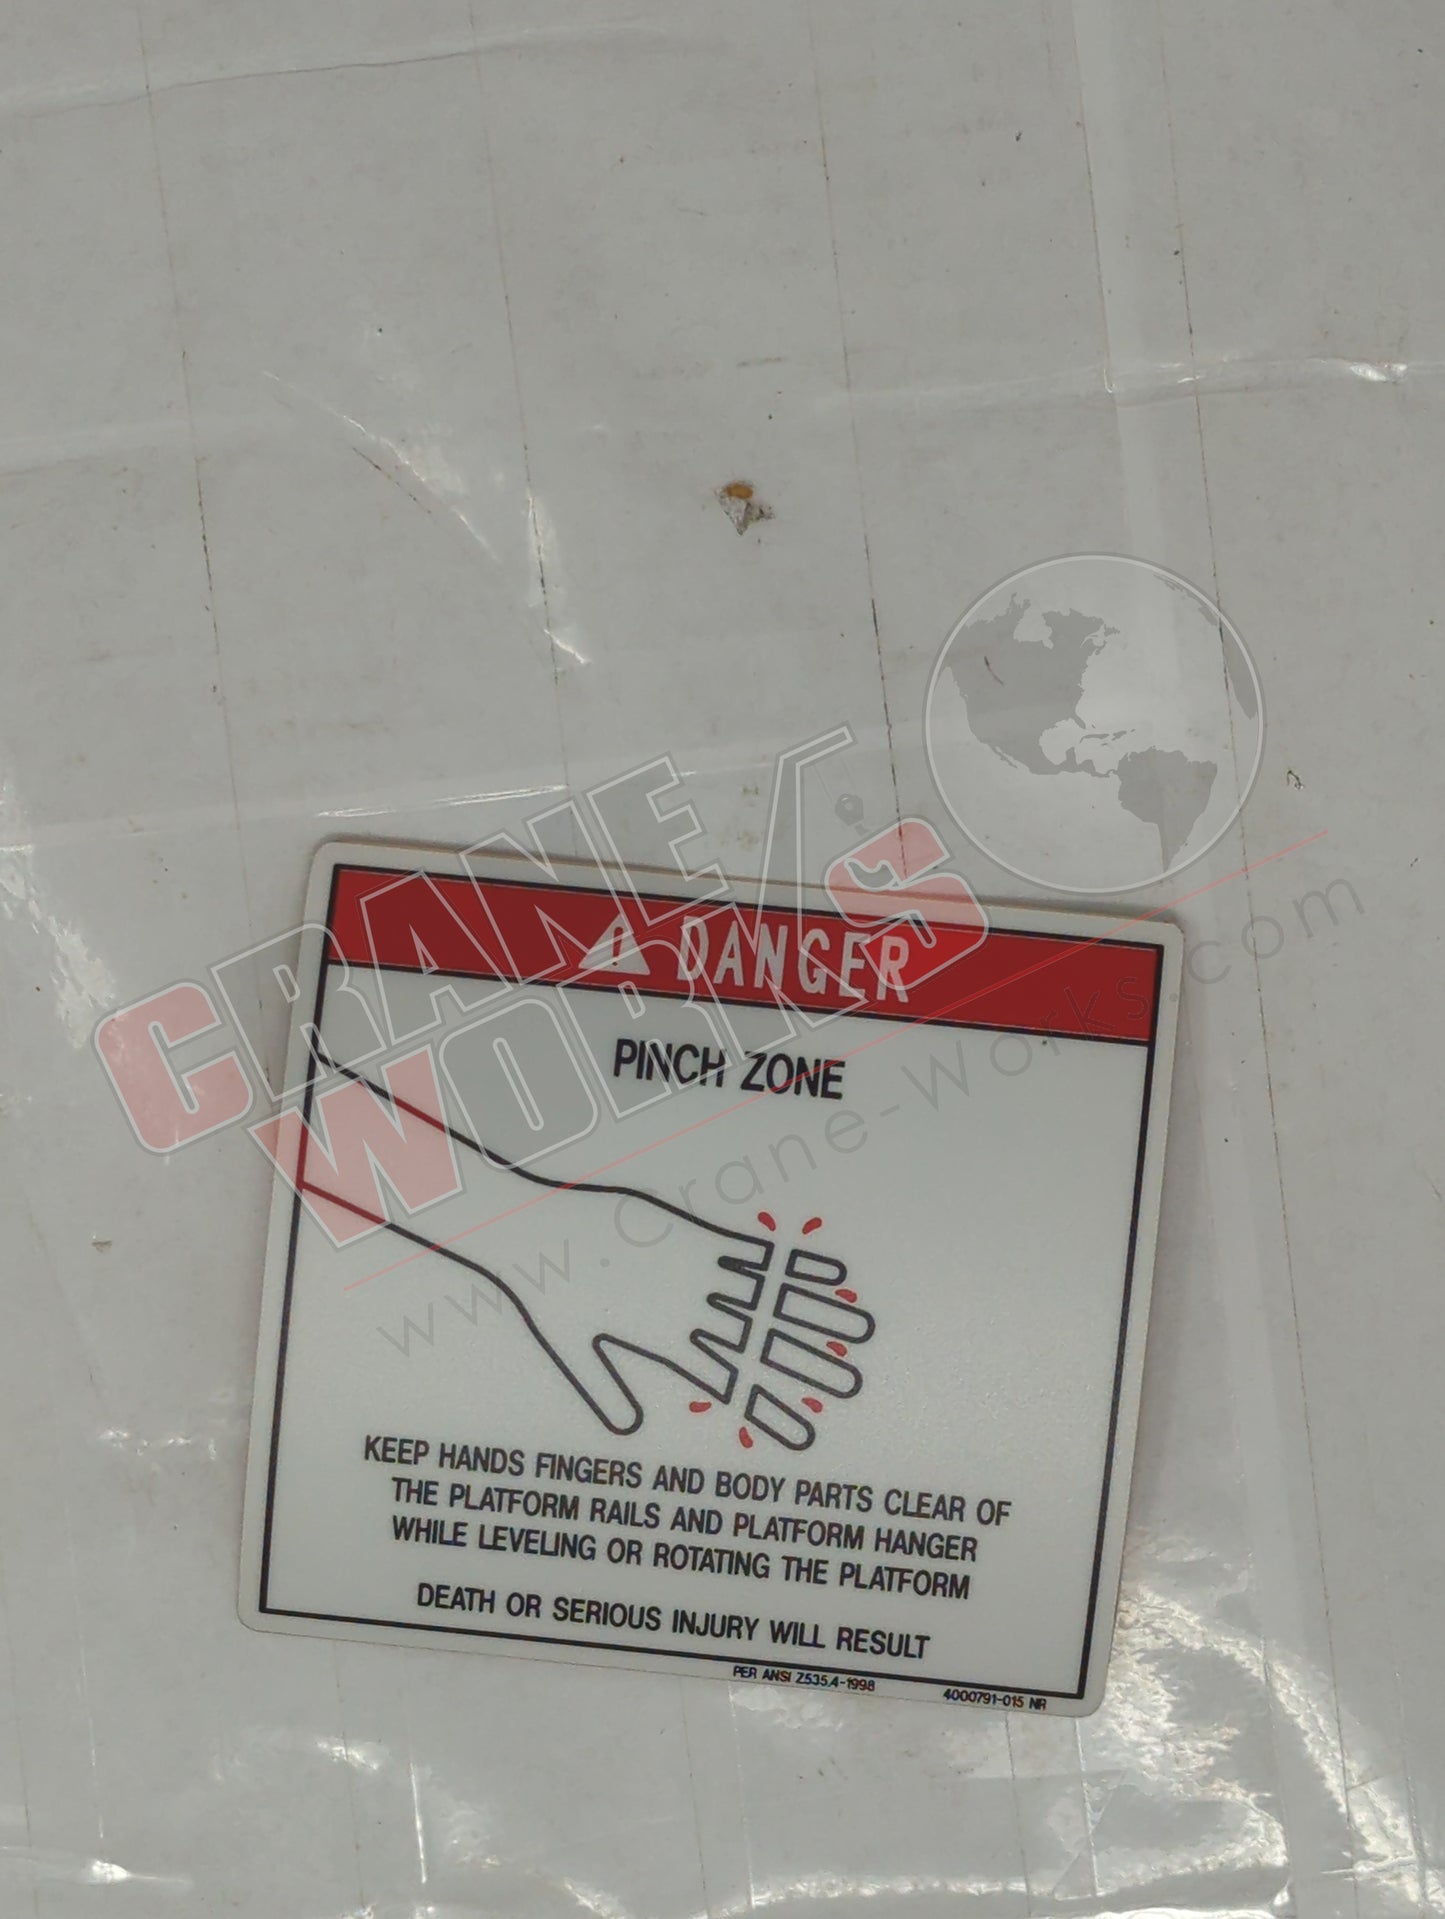 CRANE
WORKS
www.Crane-Works.com
DANGER
PINCH ZONE
KEEP HANDS FINGERS AND BODY PARTS CLEAR OF
THE PLATFORM RAILS AND PLATFORM HANGER
WHILE LEVELING OR ROTATING THE PLATFORM
DEATH OR SERIOUS INJURY WILL RESULT
PER ANSI Z535.4-1998
4000791-015 NR